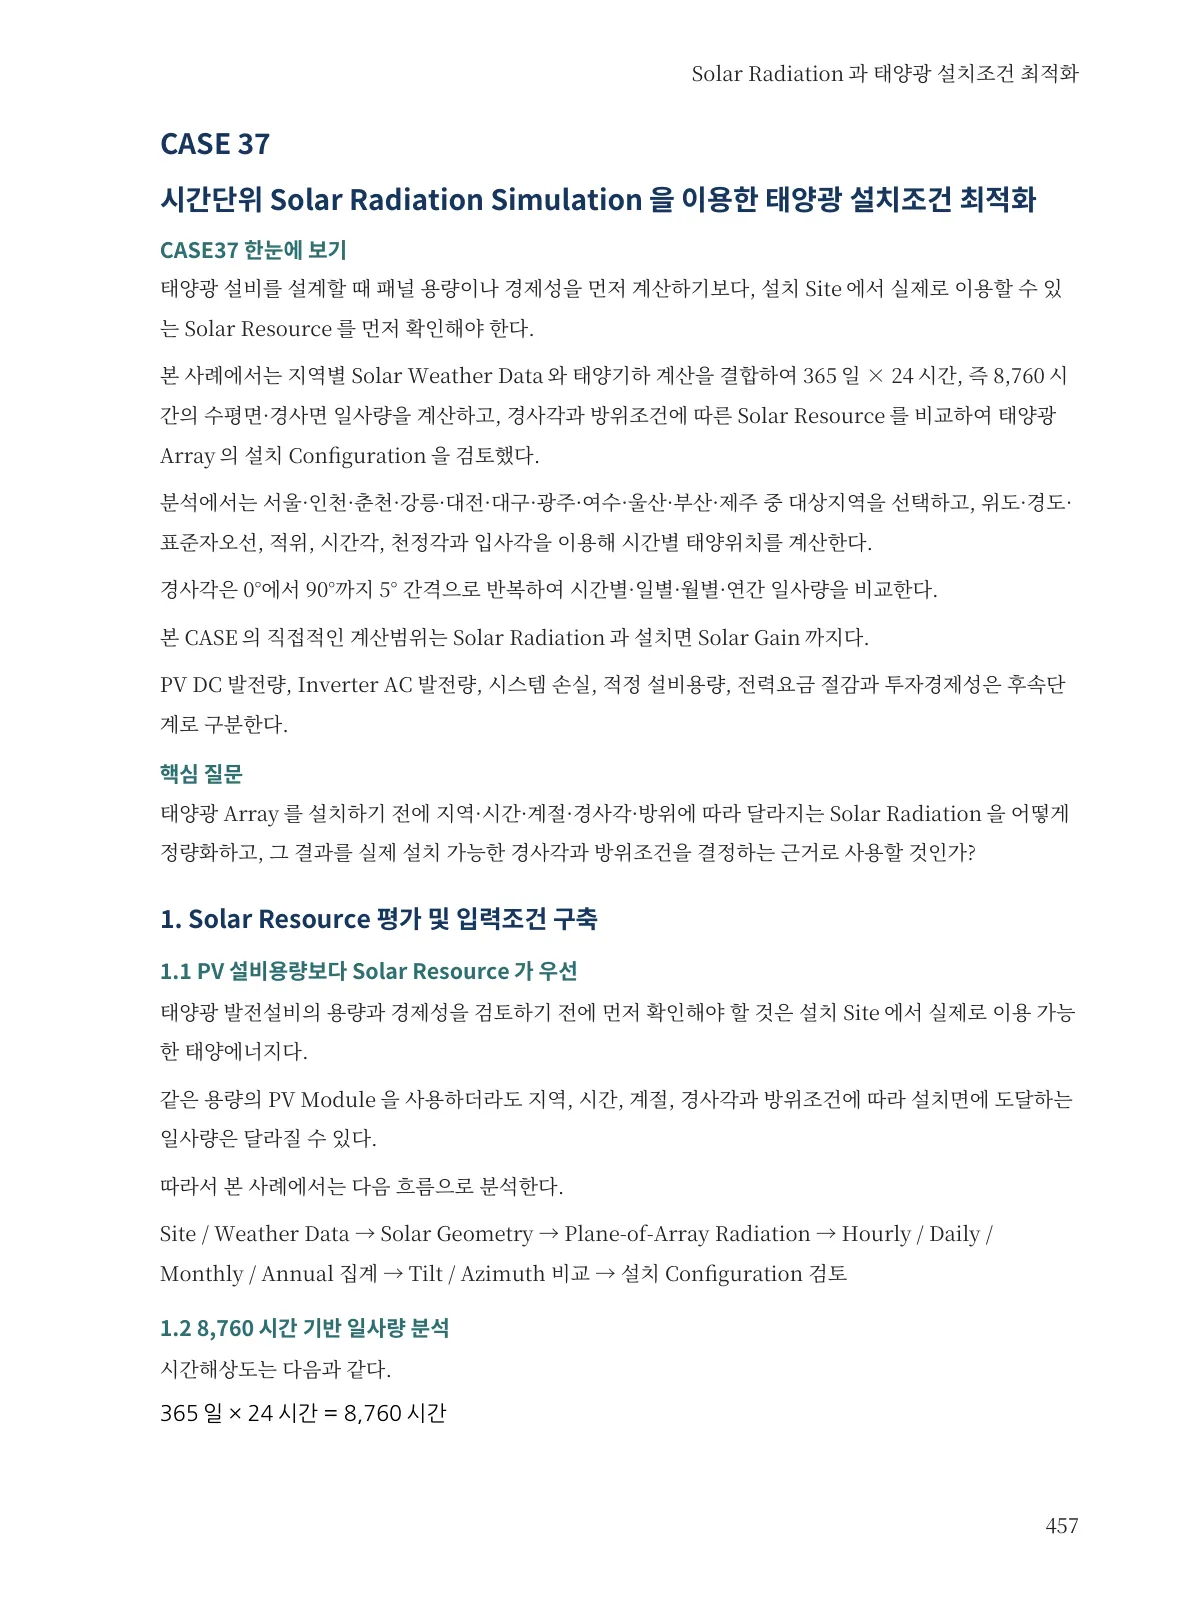 Solar Radiation 과 태양광 설치조건 최적화
CASE 37
시간단위 Solar Radiation Simulation 을 이용한 태양광 설치조건 최적화
CASE37 한눈에 보기
태양광 설비를 설계할 때 패널 용량이나 경제성을 먼저 계산하기보다, 설치 Site 에서 실제로 이용할 수 있
는 Solar Resource 를 먼저 확인해야 한다.
본 사례에서는 지역별 Solar Weather Data 와 태양기하 계산을 결합하여 365 일 × 24 시간, 즉 8,760 시
간의 수평면·경사면 일사량을 계산하고, 경사각과 방위조건에 따른 Solar Resource 를 비교하여 태양광
Array 의 설치 Configuration 을 검토했다.
분석에서는 서울·인천·춘천·강릉·대전·대구·광주·여수·울산·부산·제주 중 대상지역을 선택하고, 위도·경도·
표준자오선, 적위, 시간각, 천정각과 입사각을 이용해 시간별 태양위치를 계산한다.
경사각은 0°에서 90°까지 5° 간격으로 반복하여 시간별·일별·월별·연간 일사량을 비교한다.
본 CASE 의 직접적인 계산범위는 Solar Radiation 과 설치면 Solar Gain 까지다.
PV DC 발전량, Inverter AC 발전량, 시스템 손실, 적정 설비용량, 전력요금 절감과 투자경제성은 후속단
계로 구분한다.
핵심 질문
태양광 Array 를 설치하기 전에 지역·시간·계절·경사각·방위에 따라 달라지는 Solar Radiation 을 어떻게
정량화하고, 그 결과를 실제 설치 가능한 경사각과 방위조건을 결정하는 근거로 사용할 것인가?
1. Solar Resource 평가 및 입력조건 구축
1.1 PV 설비용량보다 Solar Resource 가 우선
태양광 발전설비의 용량과 경제성을 검토하기 전에 먼저 확인해야 할 것은 설치 Site 에서 실제로 이용 가능
한 태양에너지다.
같은 용량의 PV Module 을 사용하더라도 지역, 시간, 계절, 경사각과 방위조건에 따라 설치면에 도달하는
일사량은 달라질 수 있다.
따라서 본 사례에서는 다음 흐름으로 분석한다.
Site / Weather Data → Solar Geometry → Plane-of-Array Radiation → Hourly / Daily /
Monthly / Annual 집계 → Tilt / Azimuth 비교 → 설치 Configuration 검토
1.2 8,760 시간 기반 일사량 분석
시간해상도는 다음과 같다.
365 일 × 24 시간 = 8,760 시간
457